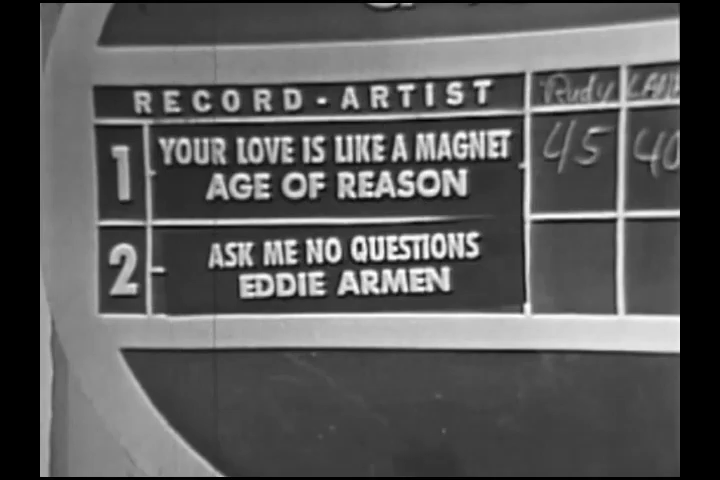 RECORD-ARTIST Rudy
1 YOUR LOVE IS LIKE A MAGNET 45 40
AGE OF REASON
2 ASK ME NO QUESTIONS
EDDIE ARMEN